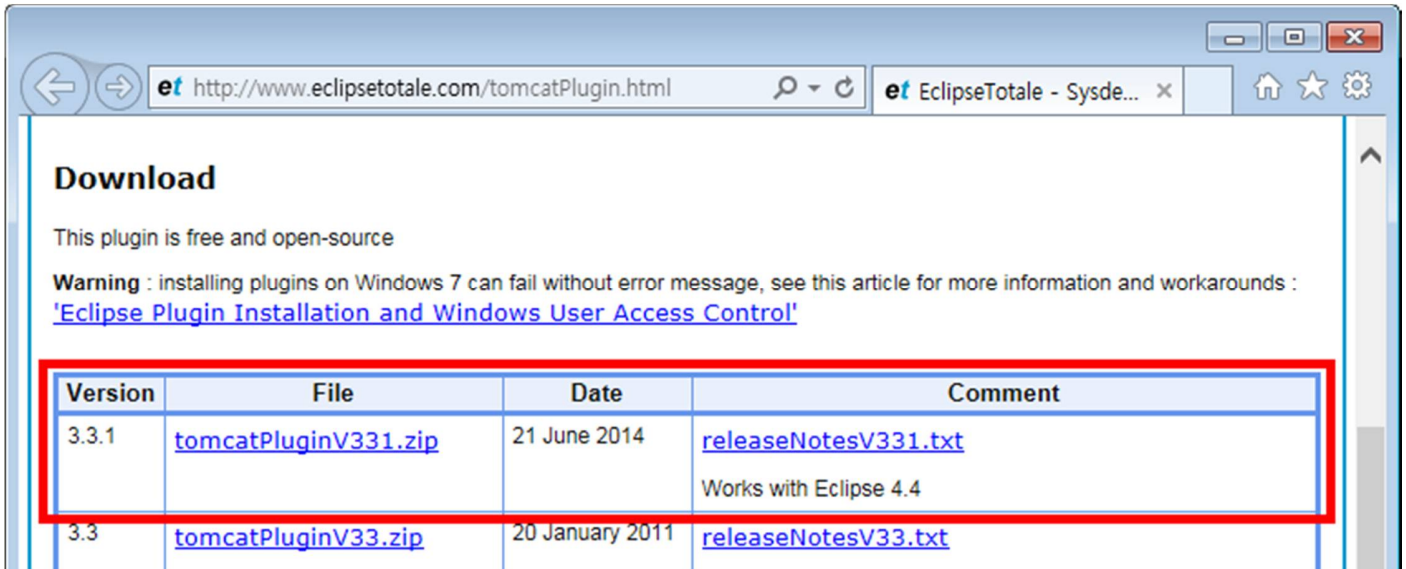 et http://www.eclipsetotale.com/tomcatPlugin.html
et EclipseTotale - Sysde...
Download
This plugin is free and open-source
Warning : installing plugins on Windows 7 can fail without error message, see this article for more information and workarounds :
'Eclipse Plugin Installation and Windows User Access Control'
Version File Date Comment
3.3.1 tomcatPluginV331.zip 21 June 2014 releaseNotesV331.txt
Works with Eclipse 4.4
3.3 tomcatPluginV33.zip 20 January 2011 releaseNotesV33.txt